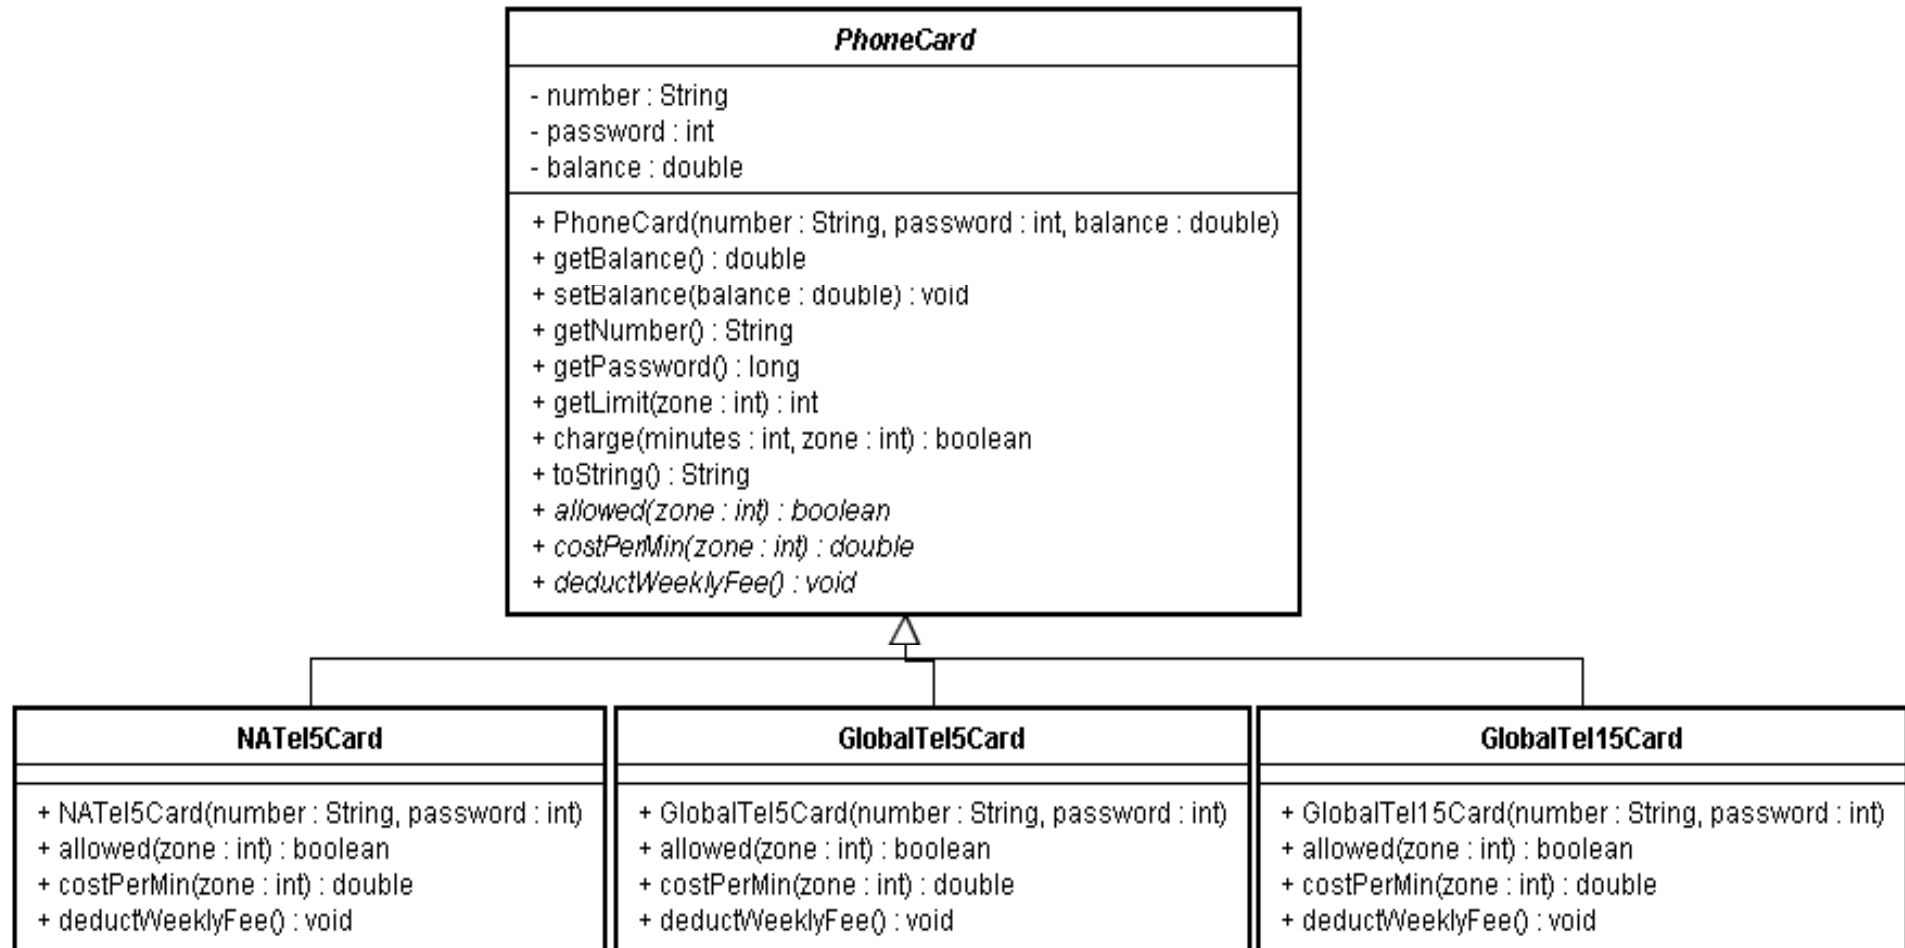 PhoneCard
- number : String
- password : int
- balance : double
+ PhoneCard(number : String, password : int, balance : double)
+ getBalance() : double
+ setBalance(balance : double) : void
+ getNumber() : String
+ getPassword() : long
+ getLimit(zone : int) : int
+ charge(minutes : int, zone : int) : boolean
+ toString() : String
+ allowed(zone : int) : boolean
+ costPerMin(zone : int) : double
+ deductWeeklyFee() : void
NATel5Card
+ NATel5Card(number : String, password : int)
+ allowed(zone : int) : boolean
+ costPerMin(zone : int) : double
+ deductWeeklyFee() : void
GlobalTel5Card
+ GlobalTel5Card(number : String, password : int)
+ allowed(zone : int) : boolean
+ costPerMin(zone : int) : double
+ deductWeeklyFee() : void
GlobalTel15Card
+ GlobalTel15Card(number : String, password : int)
+ allowed(zone : int) : boolean
+ costPerMin(zone : int) : double
+ deductWeeklyFee() : void